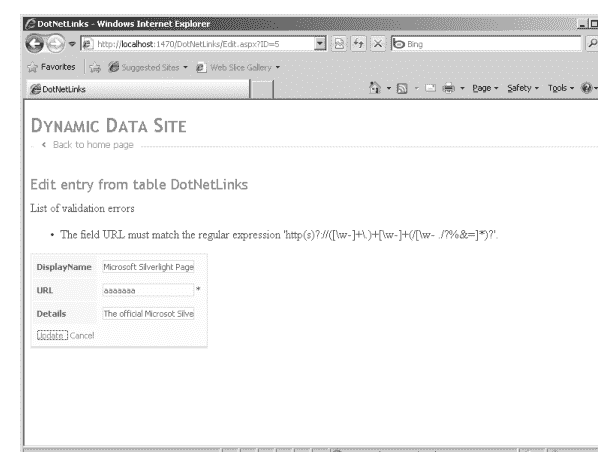 DotNetLinks - Windows Internet Explorer
http://localhost:1470/DotNetLinks/Edit.aspx?ID=5 Bing
Favorites Suggested Sites Web Slice Gallery
DotNetLinks Page Safety Tools
DYNAMIC DATA SITE
Back to home page
Edit entry from table DotNetLinks
List of validation errors
• The field URL must match the regular expression 'http(s)?://([\w-]+\.)+[\w-]+(/[\w- ./?%&=]*)?'.
DisplayName Microsoft Silverlight Page
URL aaaaaaa *
Details The official Microsot Silve
Update Cancel